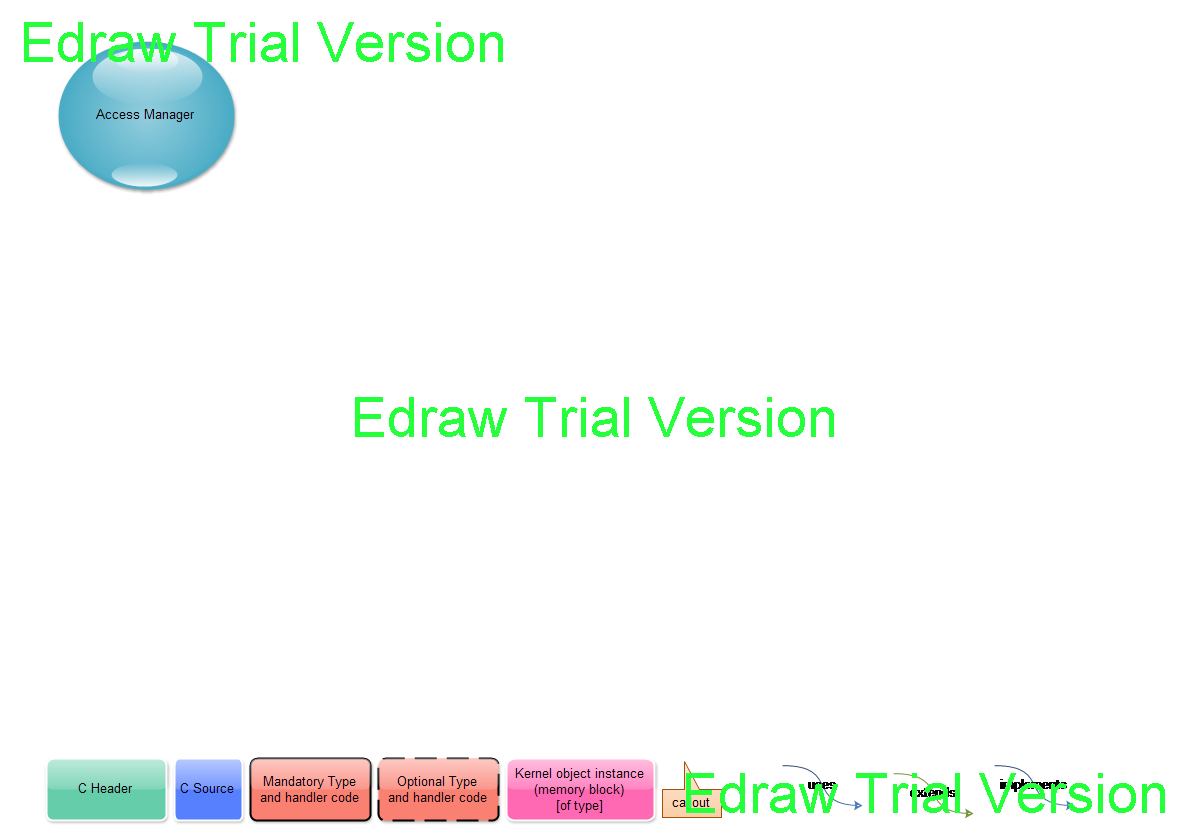 Edraw Trial Version
Access Manager
Edraw Trial Version
C Header
C Source
Mandatory Type
and handler code
Optional Type
and handler code
Kernel object instance
(memory block)
[of type]
callout
uses
extends
implements
Edraw Trial Version